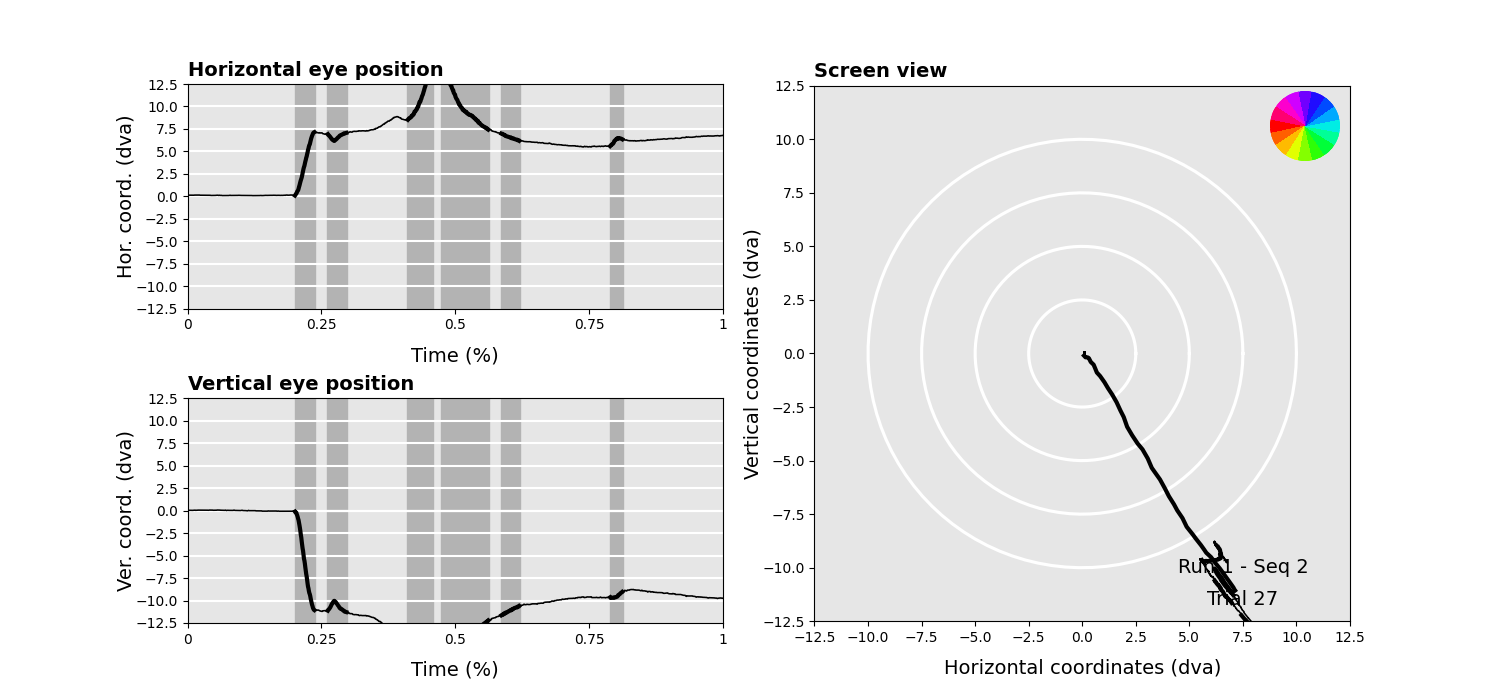 Horizontal eye position
12.5
10.0
7.5
5.0
2.5
0.0
−2.5
−5.0
−7.5
−10.0
−12.5
Hor. coord. (dva)
0 0.25 0.5 0.75 1
Time (%)
Vertical eye position
12.5
10.0
7.5
5.0
2.5
0.0
−2.5
−5.0
−7.5
−10.0
−12.5
Ver. coord. (dva)
0 0.25 0.5 0.75 1
Time (%)
Screen view
12.5
10.0
7.5
5.0
2.5
0.0
−2.5
−5.0
−7.5
−10.0
−12.5
Vertical coordinates (dva)
Run 1 - Seq 2
Trial 27
−12.5 −10.0 −7.5 −5.0 −2.5 0.0 2.5 5.0 7.5 10.0 12.5
Horizontal coordinates (dva)